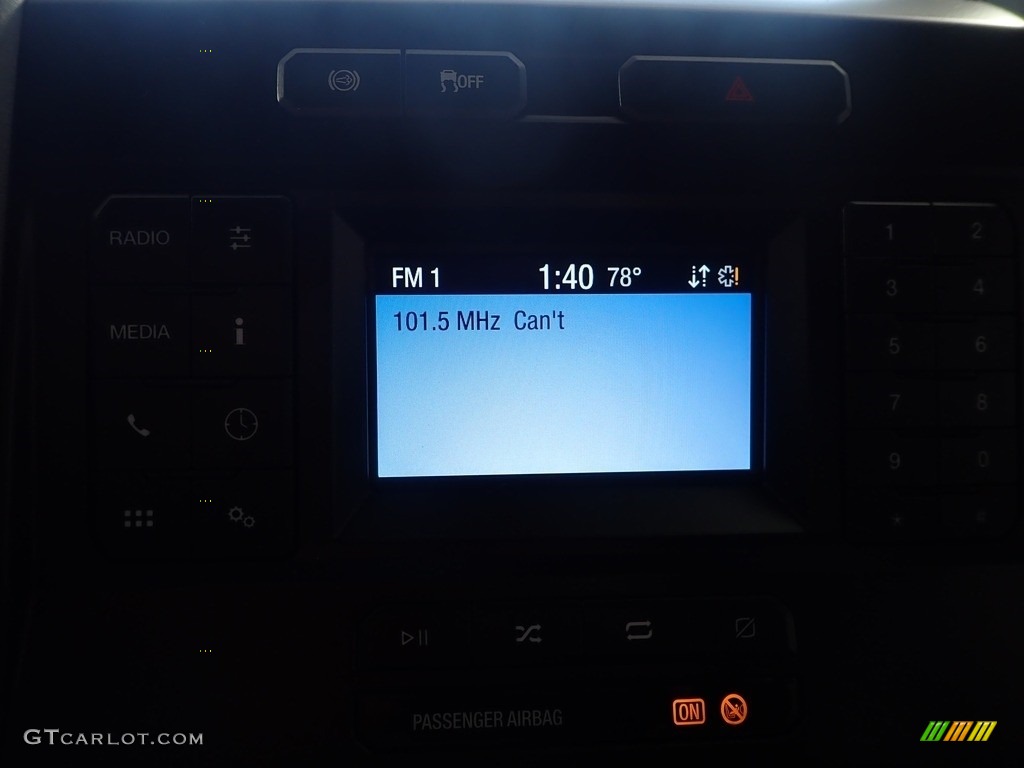 OFF
RADIO
1 2
FM 1 1:40 78°
3 4
101.5 MHz Can't
MEDIA
5 6
7 8
9 0
*
PASSENGER AIRBAG ON
GTCARLOT.COM